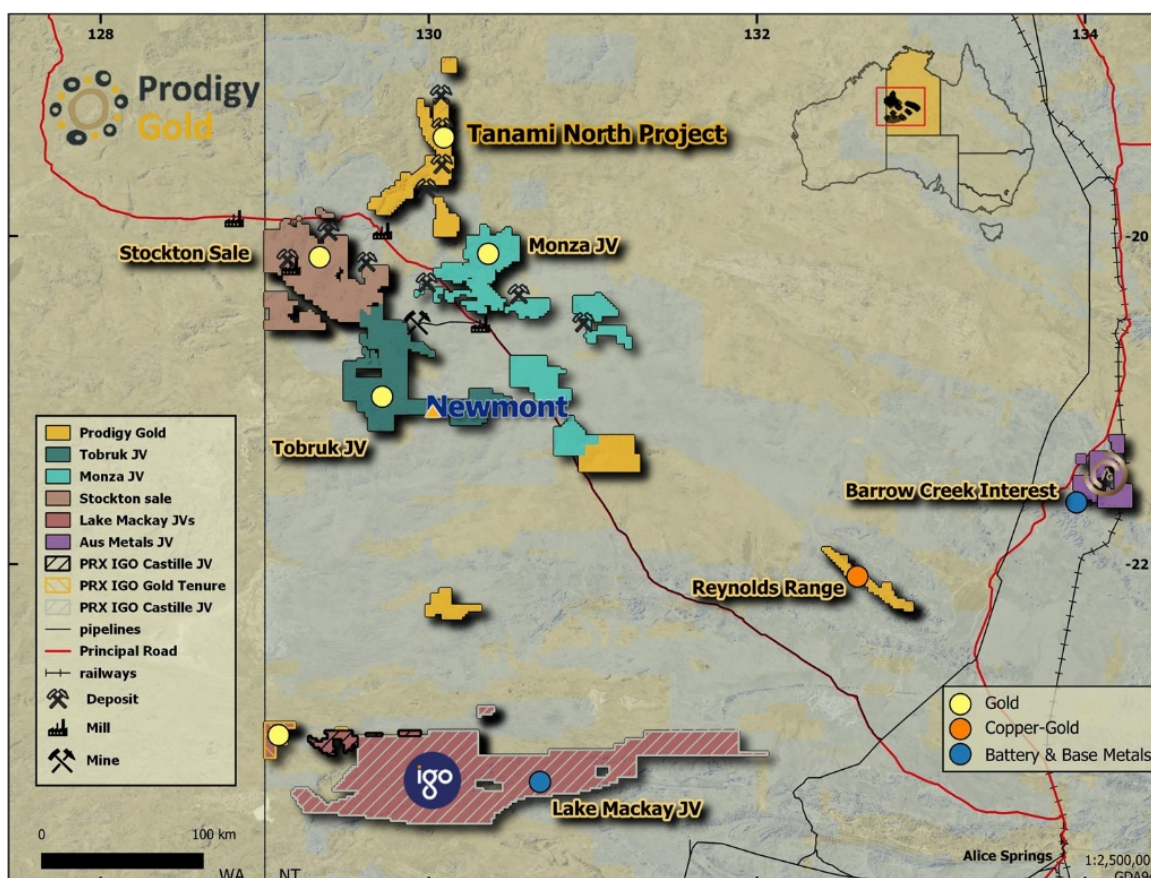 128
130
132
134
Prodigy
Gold
Tanami North Project
Stockton Sale
Monza JV
-20
Newmont
Tobruk JV
Prodigy Gold
Tobruk JV
Monza JV
Stockton sale
Lake Mackay JVs
Aus Metals JV
PRX IGO Castille JV
PRX IGO Gold Tenure
PRX IGO Castille JV
pipelines
Principal Road
railways
Deposit
Mill
Mine
Barrow Creek Interest
-22
Reynolds Range
Gold
Copper-Gold
Battery & Base Metals
igo
Lake Mackay JV
0
100 km
WA
NT
Alice Springs
1:2,500,00